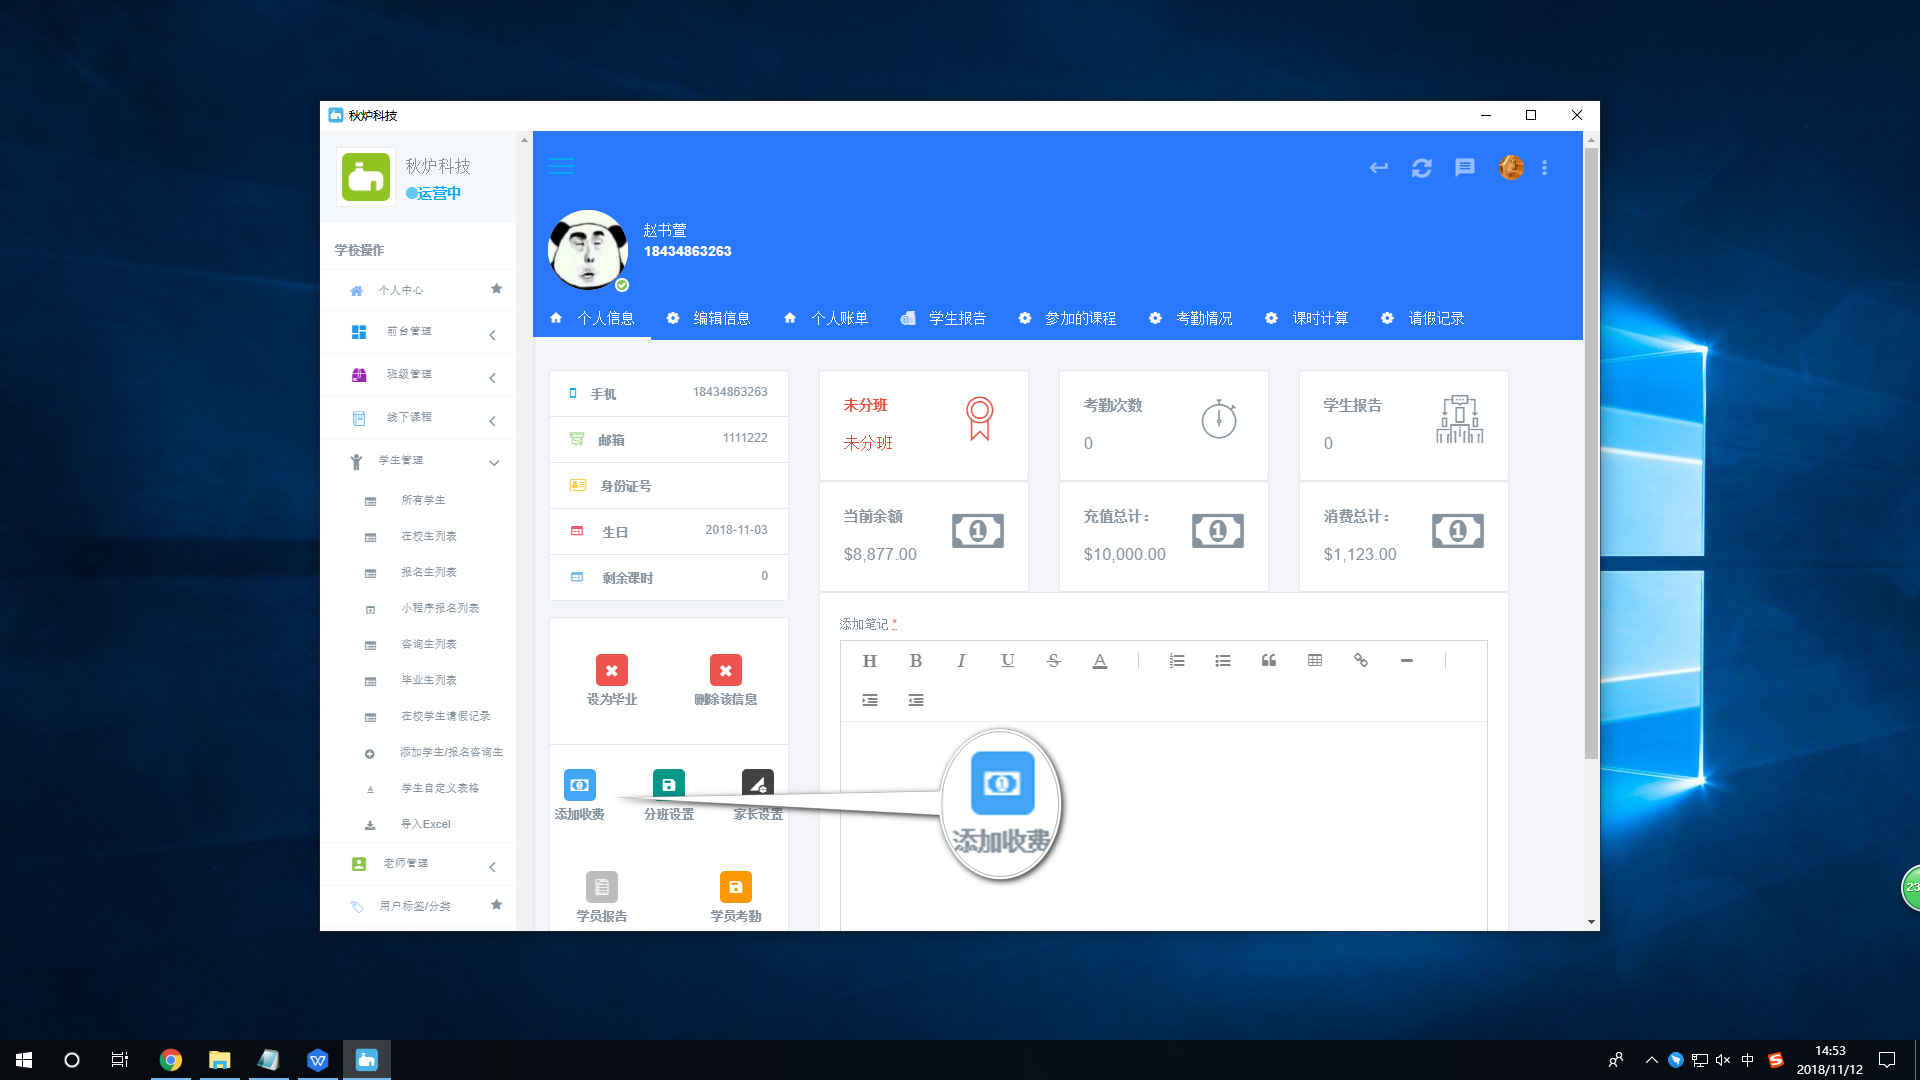 秋炉科技
秋炉科技
运营中
学校操作
个人中心
前台管理
班级管理
线下课程
学生管理
所有学生
在校生列表
报名生列表
小程序报名列表
咨询生列表
毕业生列表
在校学生请假记录
添加学生/报名咨询生
学生自定义表格
导入Excel
老师管理
用户标签/分类
赵书萱
18434863263
个人信息 编辑信息 个人账单 学生报告 参加的课程 考勤情况 课时计算 请假记录
手机 18434863263
邮箱 1111222
身份证号
生日 2018-11-03
剩余课时 0
设为毕业 删除该信息
添加收费 分班设置 家长设置
学员报告 学员考勤
未分班
未分班
考勤次数
0
学生报告
0
当前余额
$8,877.00
充值总计：
$10,000.00
消费总计：
$1,123.00
添加笔记 *
H B I U S A
添加收费
23
中
14:53
2018/11/12